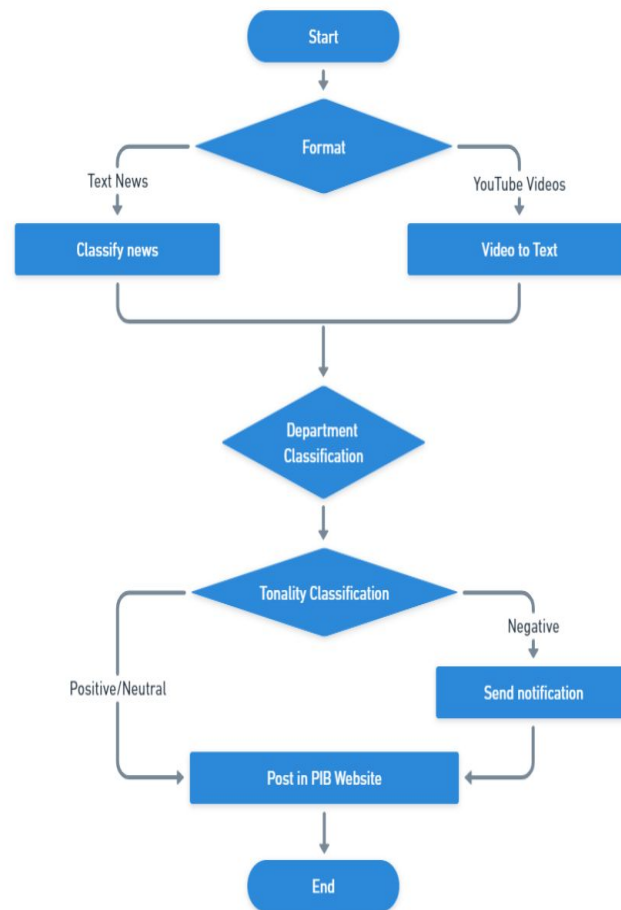 Start
Format
Text News
YouTube Videos
Classify news
Video to Text
Department
Classification
Tonality Classification
Negative
Positive/Neutral
Send notification
Post in PIB Website
End